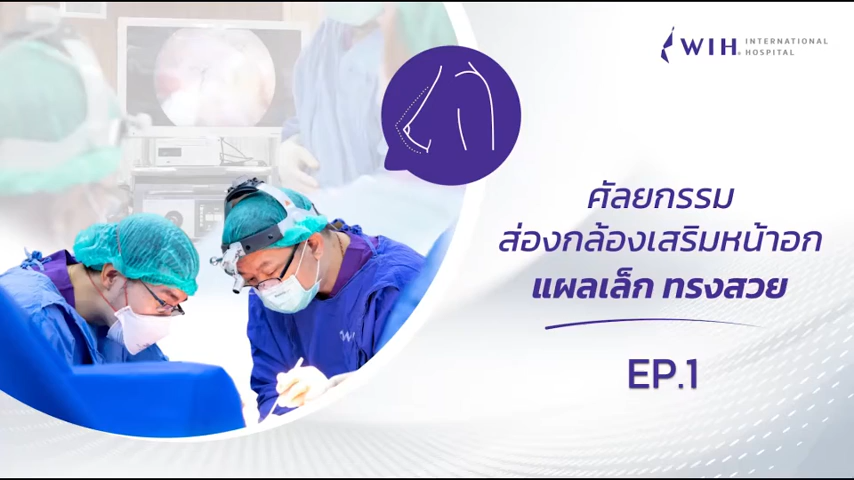 WIH INTERNATIONAL
HOSPITAL
ศัลยกรรม
ส่องกล้องเสริมหน้าอก
แผลเล็ก ทรงสวย
EP.1